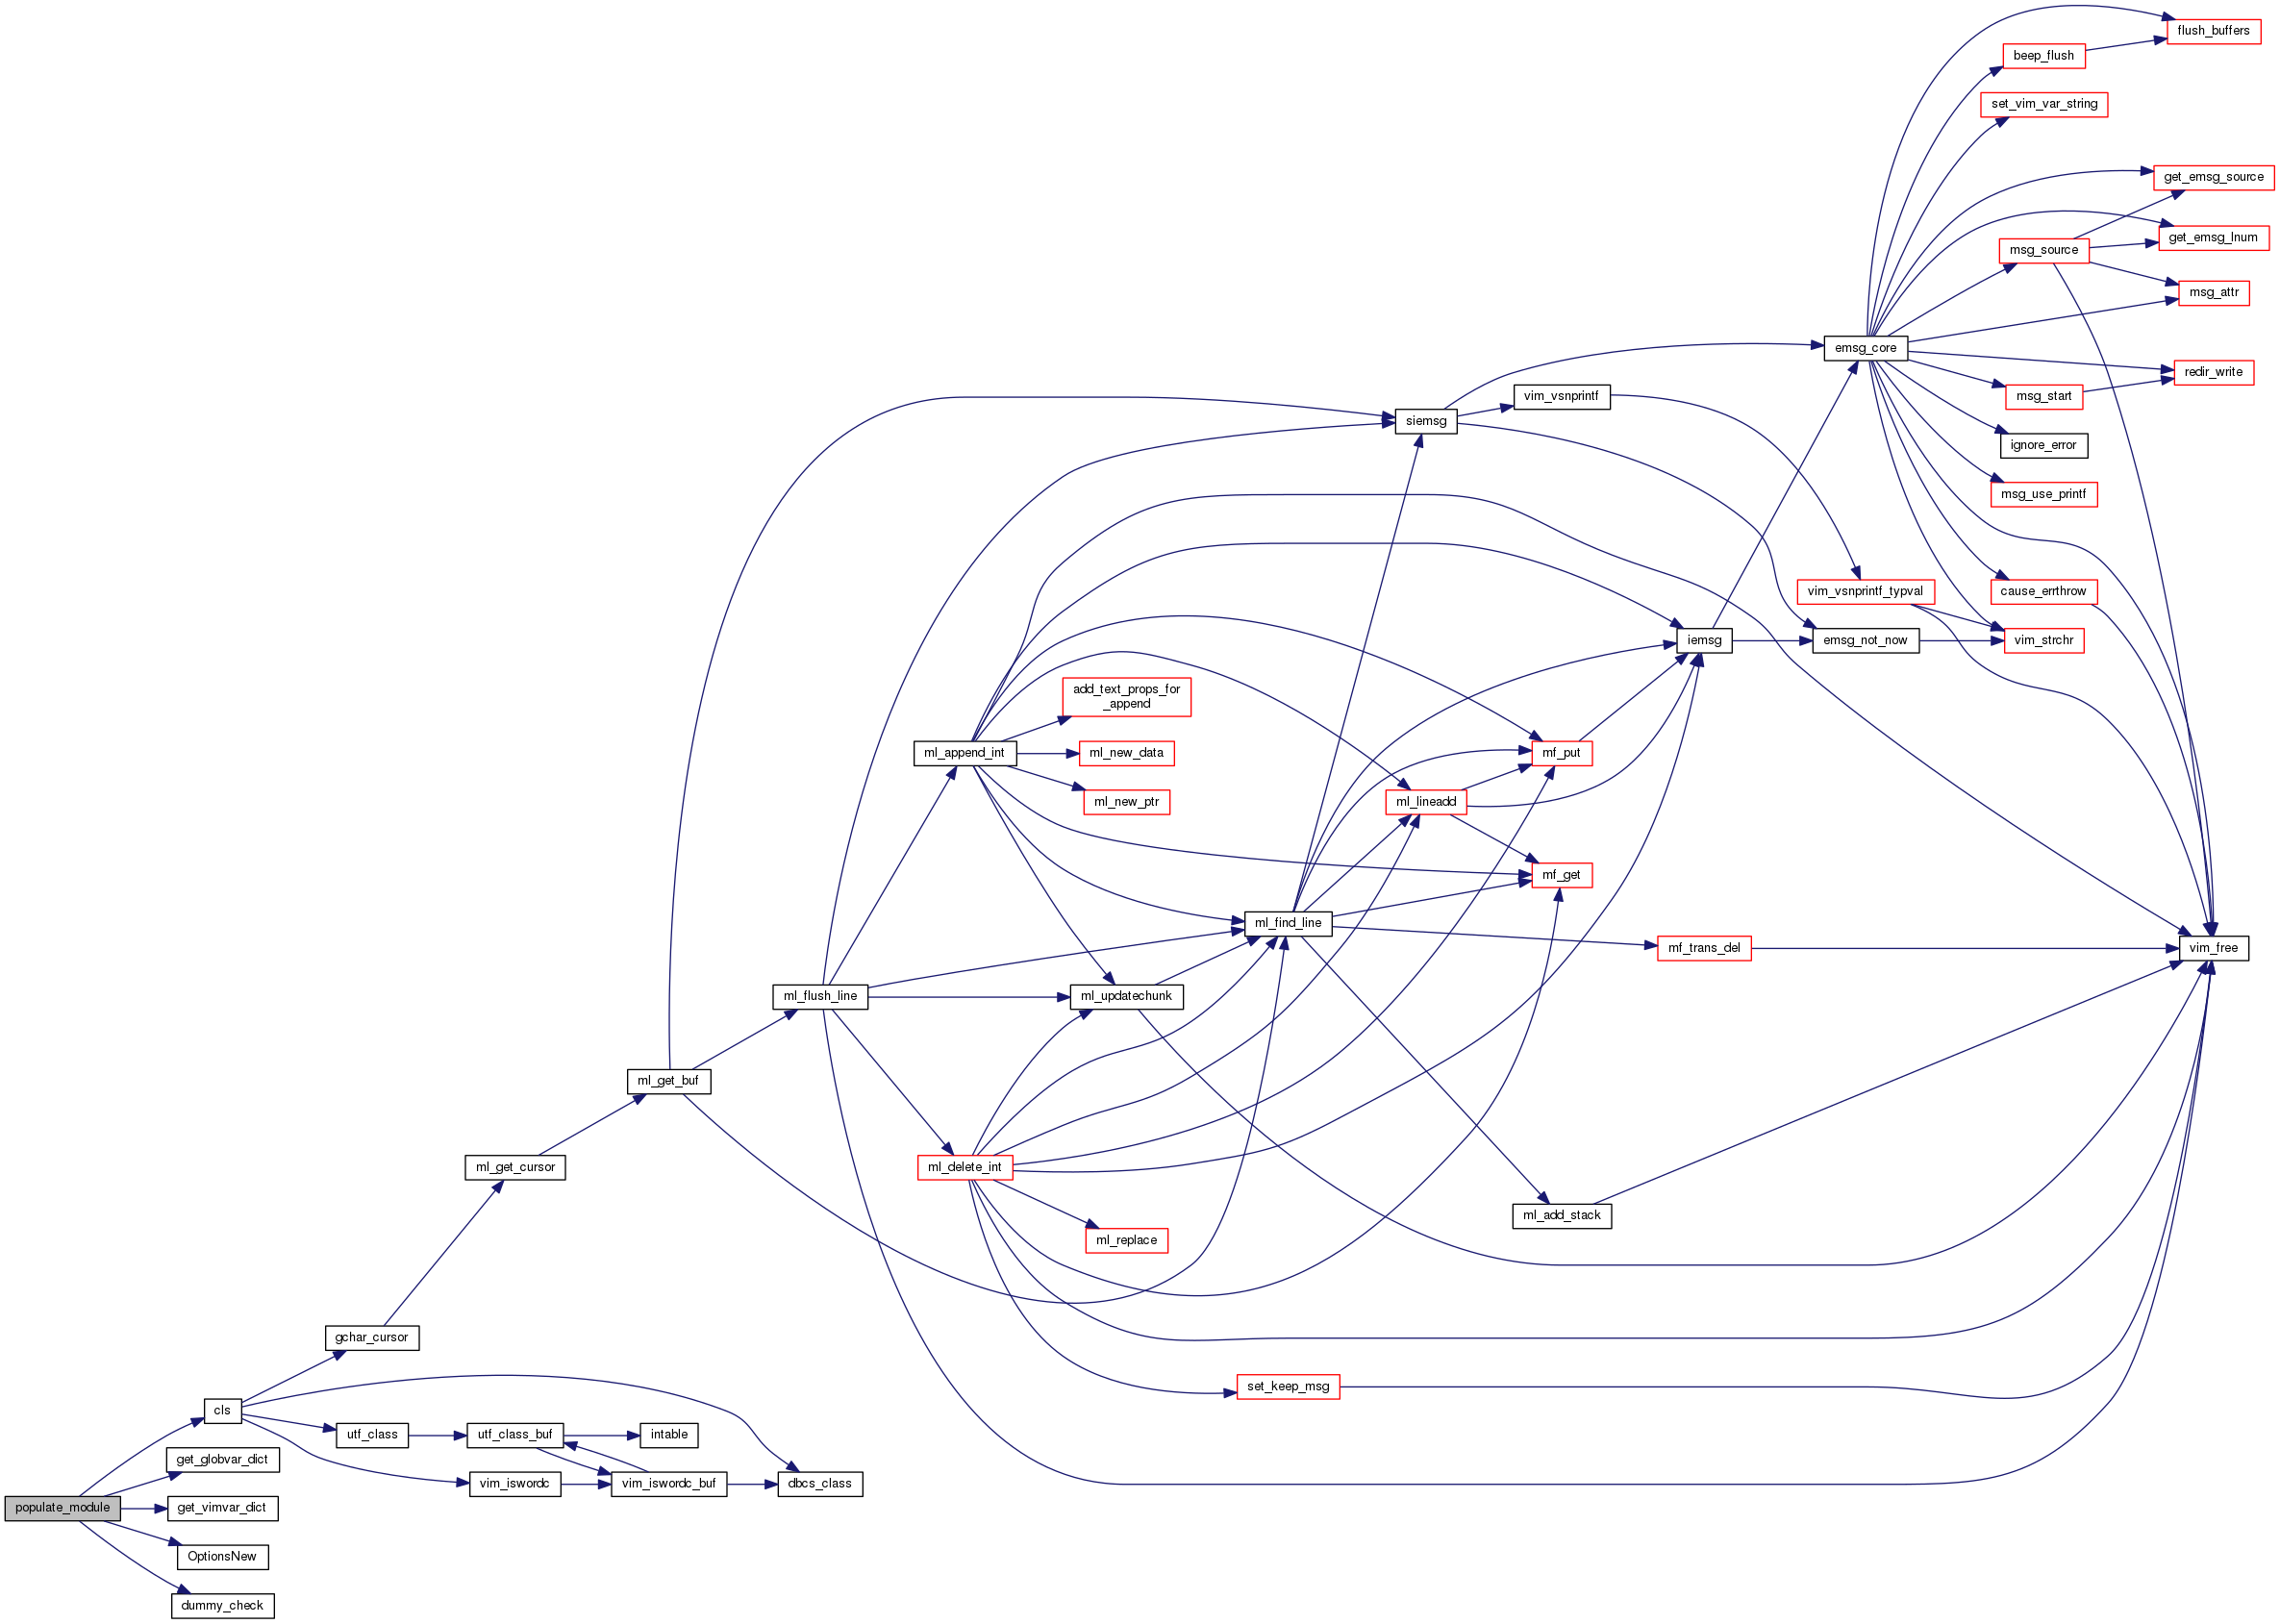 flush_buffers
beep_flush
set_vim_var_string
get_emsg_source
get_emsg_lnum
msg_source
msg_attr
emsg_core
redir_write
msg_start
vim_vsnprintf
siemsg
ignore_error
msg_use_printf
vim_vsnprintf_typval
cause_errthrow
iemsg
emsg_not_now
vim_strchr
add_text_props_for
_append
ml_append_int
ml_new_data
mf_put
ml_new_ptr
ml_lineadd
mf_get
ml_find_line
mf_trans_del
vim_free
ml_flush_line
ml_updatechunk
ml_get_buf
ml_get_cursor
ml_delete_int
ml_add_stack
ml_replace
gchar_cursor
set_keep_msg
cls
utf_class
utf_class_buf
intable
get_globvar_dict
vim_iswordc
vim_iswordc_buf
dbcs_class
populate_module
get_vimvar_dict
OptionsNew
dummy_check